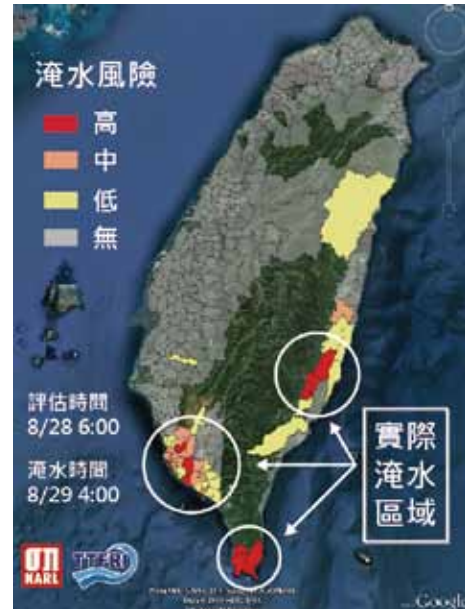 淹水風險
高
中
低
無
評估時間
8/28 6:00
淹水時間
8/29 4:00
實際
淹水
區域
NARL
TTFRI
Google